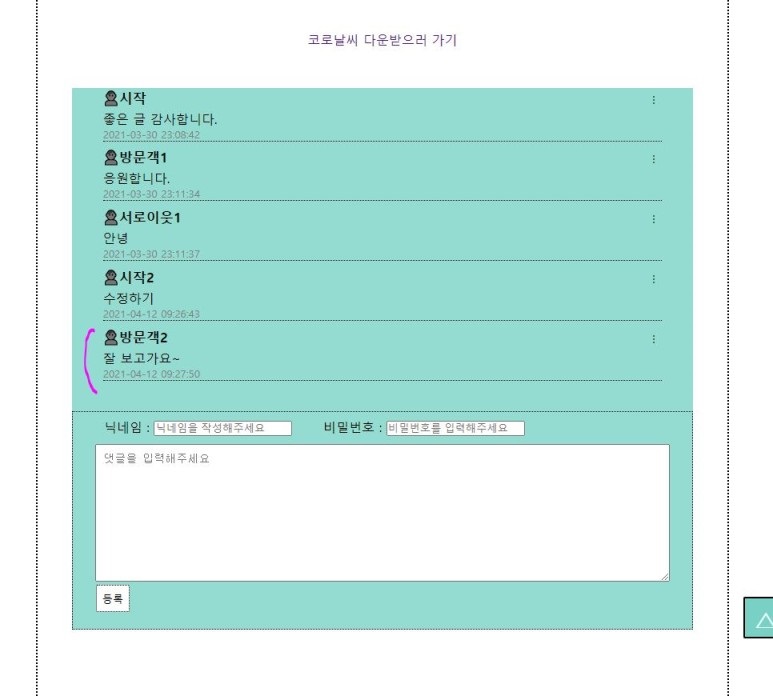 코로날씨 다운받으러 가기
시작
좋은 글 감사합니다.
2021-03-30 23:08:42
방문객1
응원합니다.
2021-03-30 23:11:34
서로이웃1
안녕
2021-03-30 23:11:37
시작2
수정하기
2021-04-12 09:26:43
방문객2
잘 보고가요~
2021-04-12 09:27:50
닉네임 : 닉네임을 작성해주세요 비밀번호 : 비밀번호를 입력해주세요
댓글을 입력해주세요
등록